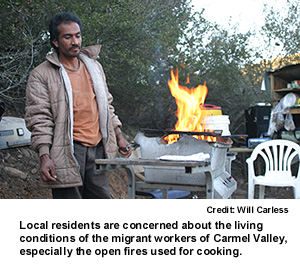 Credit: Will Carless
Local residents are concerned about the living
conditions of the migrant workers of Carmel Valley,
especially the open fires used for cooking.